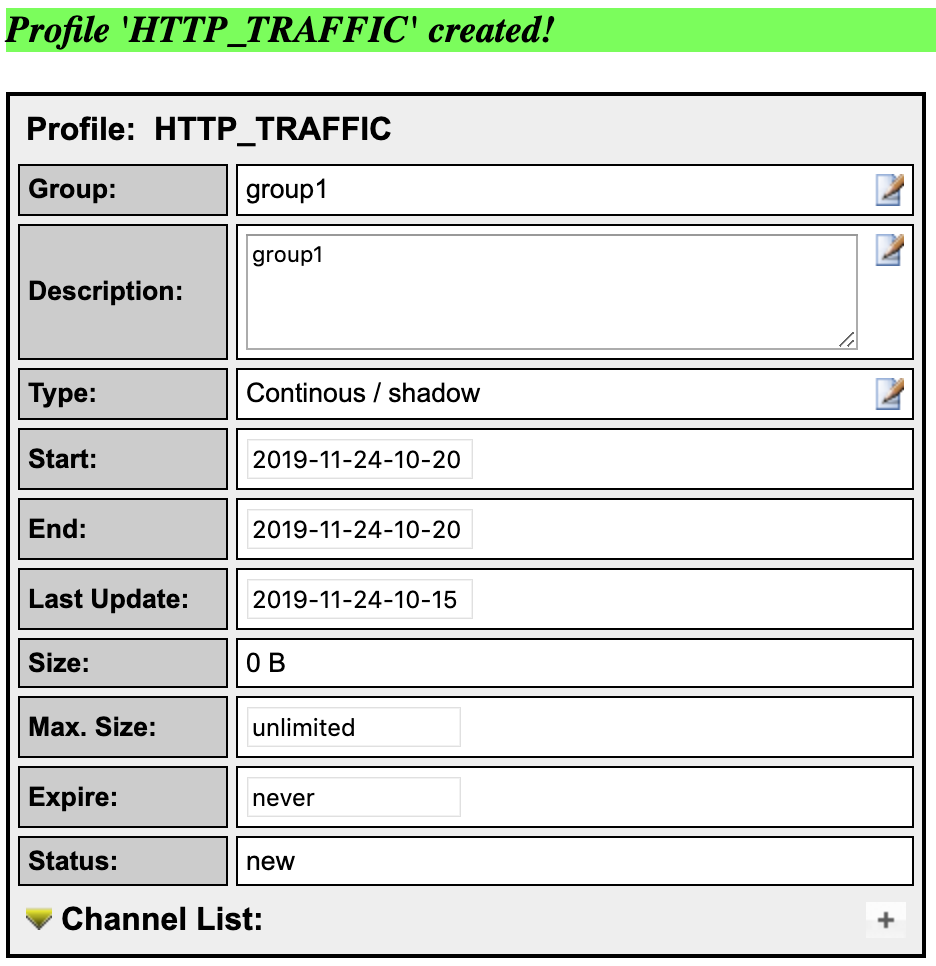 Profile 'HTTP_TRAFFIC' created!
Profile: HTTP_TRAFFIC
Group: group1
Description: group1
Type: Continous / shadow
Start: 2019-11-24-10-20
End: 2019-11-24-10-20
Last Update: 2019-11-24-10-15
Size: 0 B
Max. Size: unlimited
Expire: never
Status: new
Channel List: +